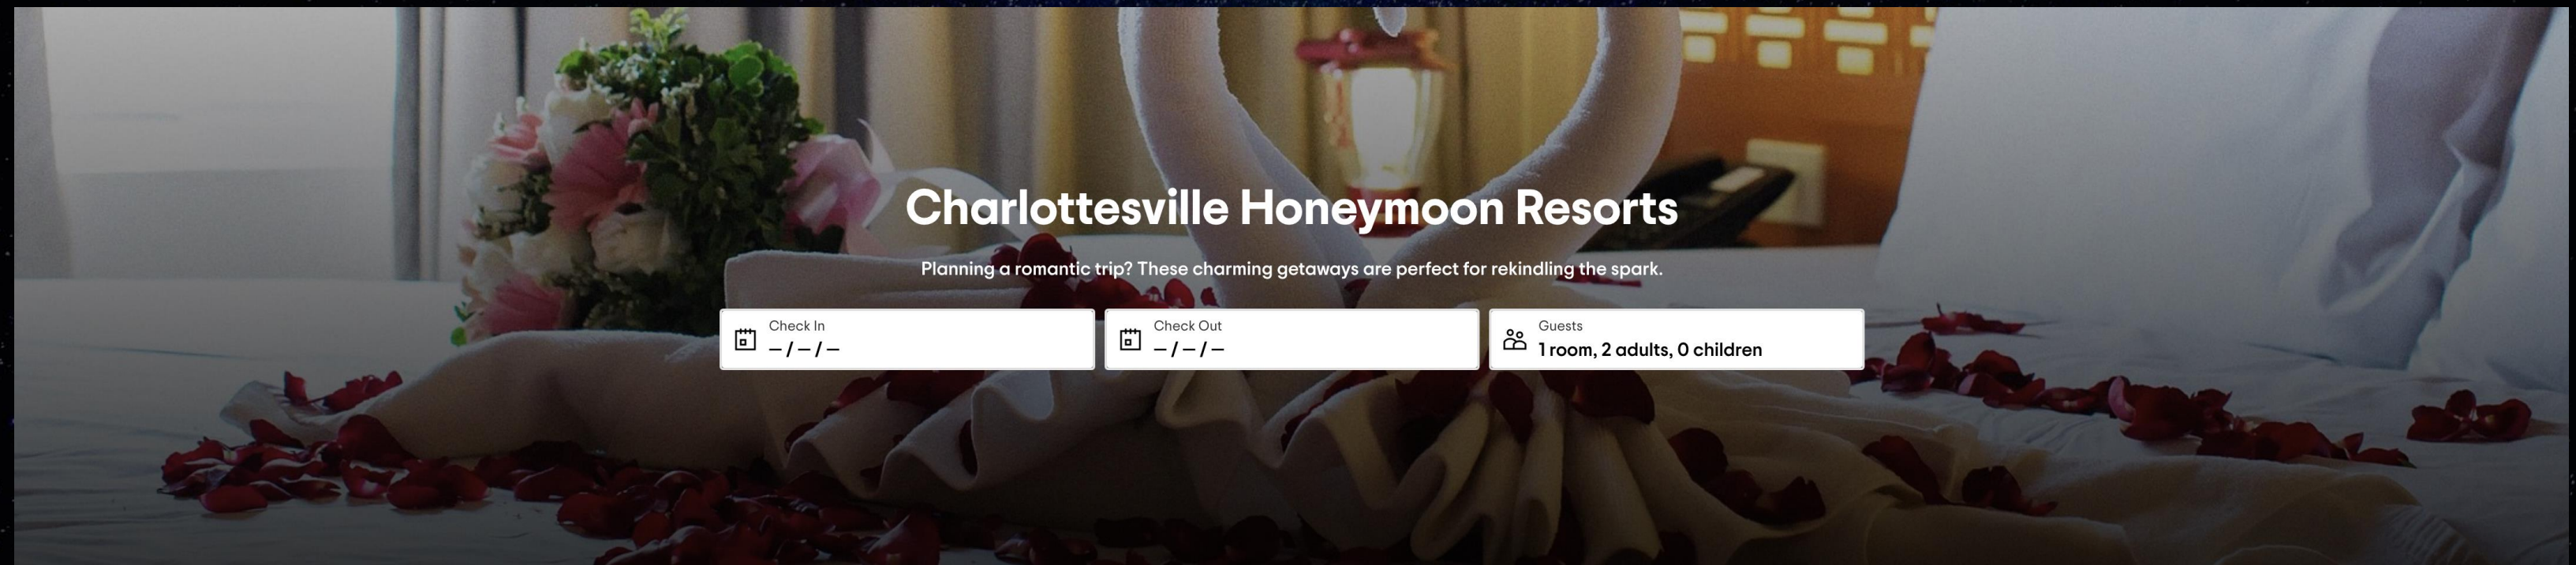 Charlottesville Honeymoon Resorts
Planning a romantic trip? These charming getaways are perfect for rekindling the spark.
Check In
– / – / –
Check Out
– / – / –
Guests
1 room, 2 adults, 0 children